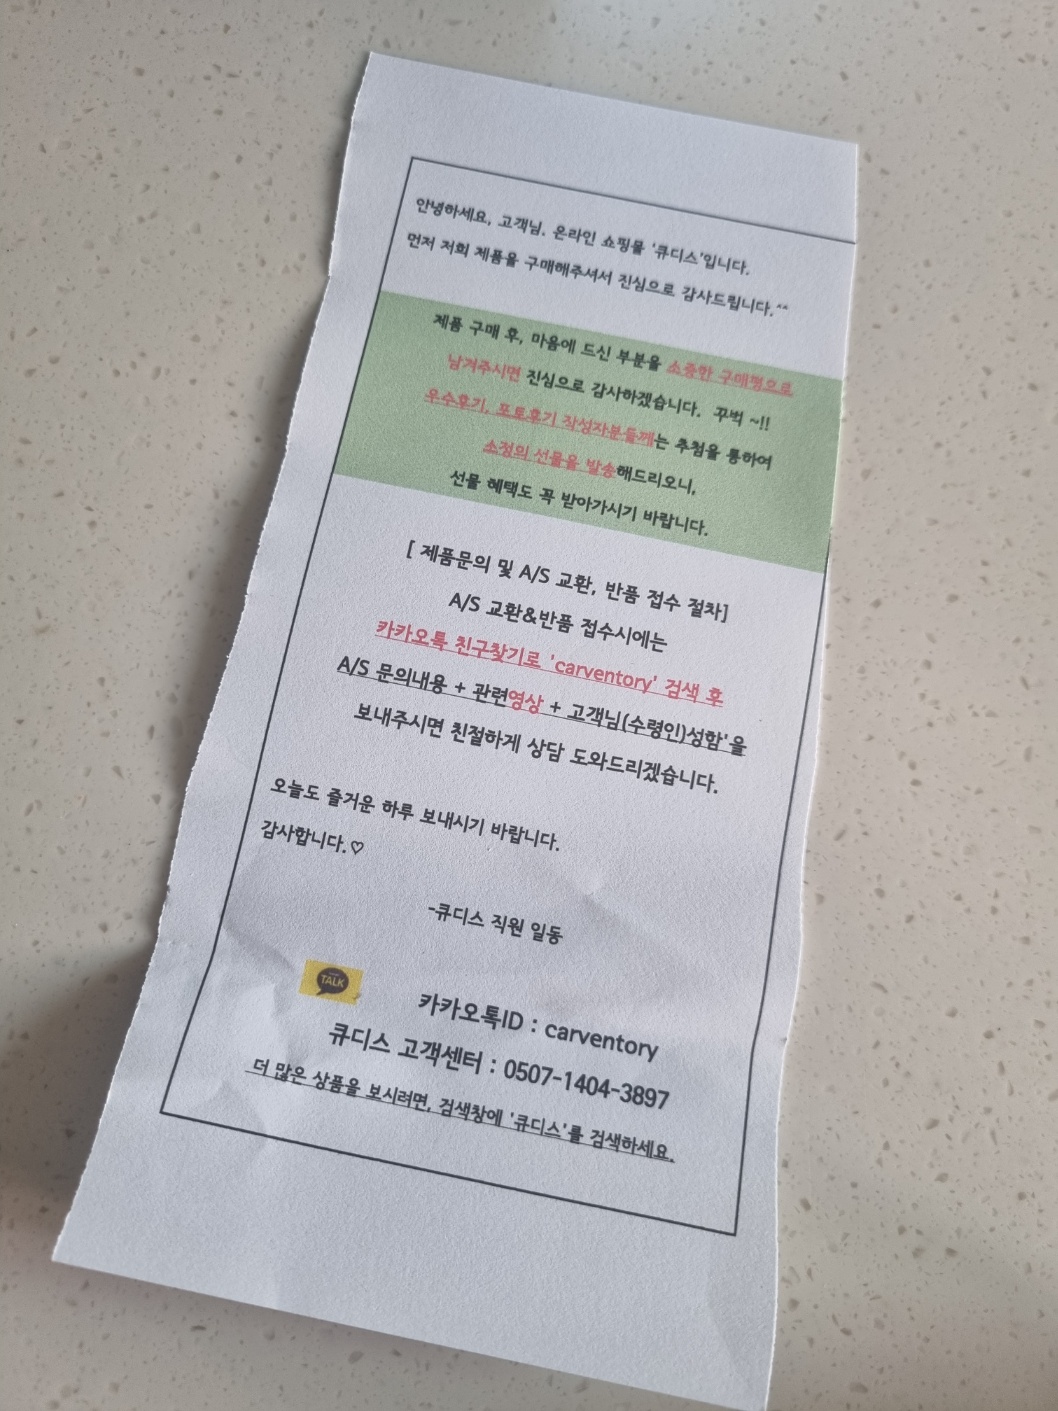 안녕하세요, 고객님. 온라인 쇼핑몰 '큐디스'입니다.
먼저 저희 제품을 구매해주셔서 진심으로 감사드립니다.^^
제품 구매 후, 마음에 드신 부분을 소중한 구매평으로
남겨주시면 진심으로 감사하겠습니다. 꾸벅 ~!!
우수후기, 포토후기 작성자분들께는 추첨을 통하여
소정의 선물을 발송해드리오니,
선물 혜택도 꼭 받아가시기 바랍니다.
[ 제품문의 및 A/S 교환, 반품 접수 절차]
A/S 교환&반품 접수시에는
카카오톡 친구찾기로 'carventory' 검색 후
A/S 문의내용 + 관련영상 + 고객님(수령인)성함'을
보내주시면 친절하게 상담 도와드리겠습니다.
오늘도 즐거운 하루 보내시기 바랍니다.
감사합니다.♡
-큐디스 직원 일동
TALK
카카오톡ID : carventory
큐디스 고객센터 : 0507-1404-3897
더 많은 상품을 보시려면, 검색창에 '큐디스'를 검색하세요.